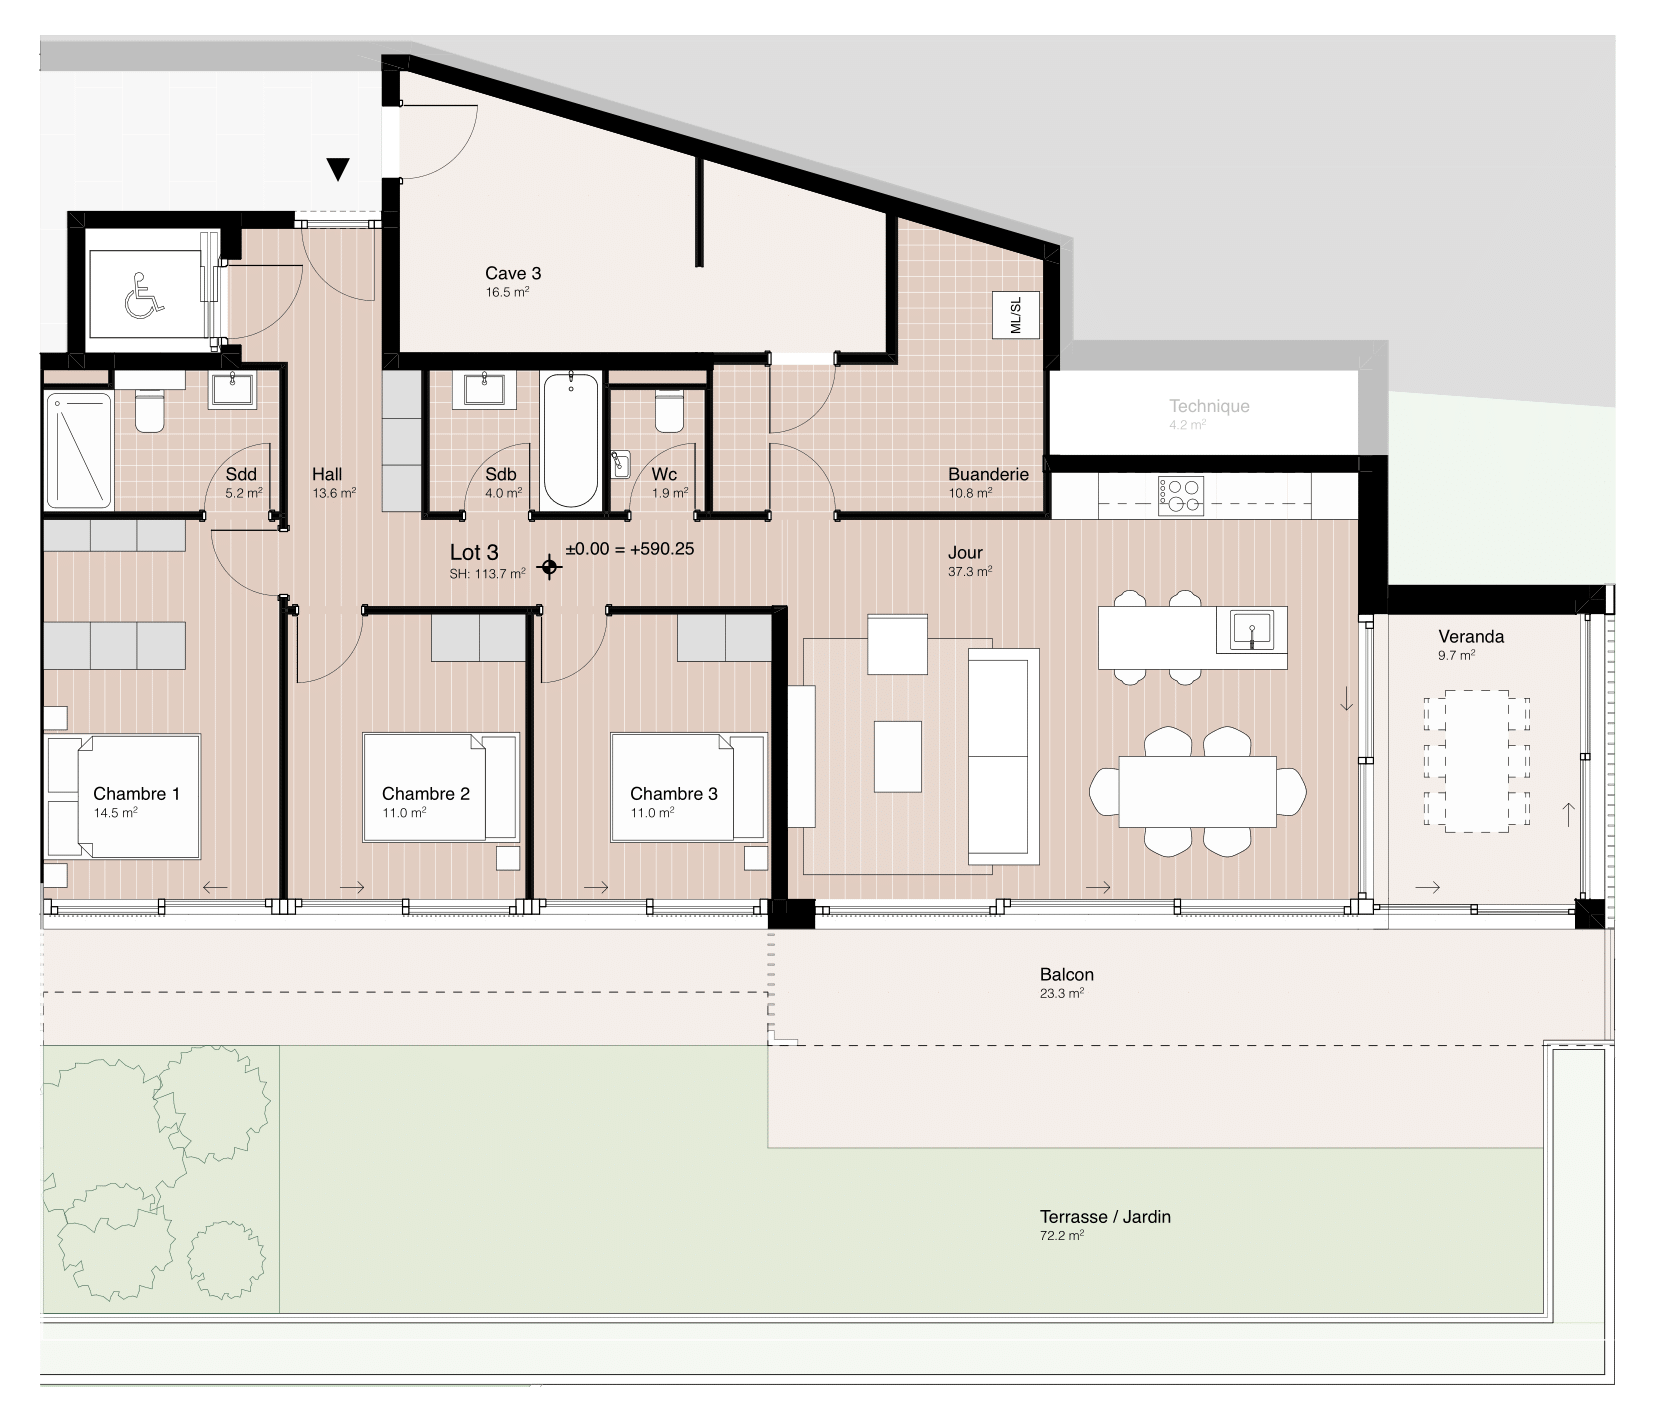 Cave 3
16.5 m²
ML/SL
Technique
4.2 m²
Sdd
5.2 m²
Hall
13.6 m²
Sdb
4.0 m²
Wc
1.9 m²
Buanderie
10.8 m²
Lot 3
SH: 113.7 m²
±0.00 = +590.25
Jour
37.3 m²
Veranda
9.7 m²
Chambre 1
14.5 m²
Chambre 2
11.0 m²
Chambre 3
11.0 m²
Balcon
23.3 m²
Terrasse / Jardin
72.2 m²